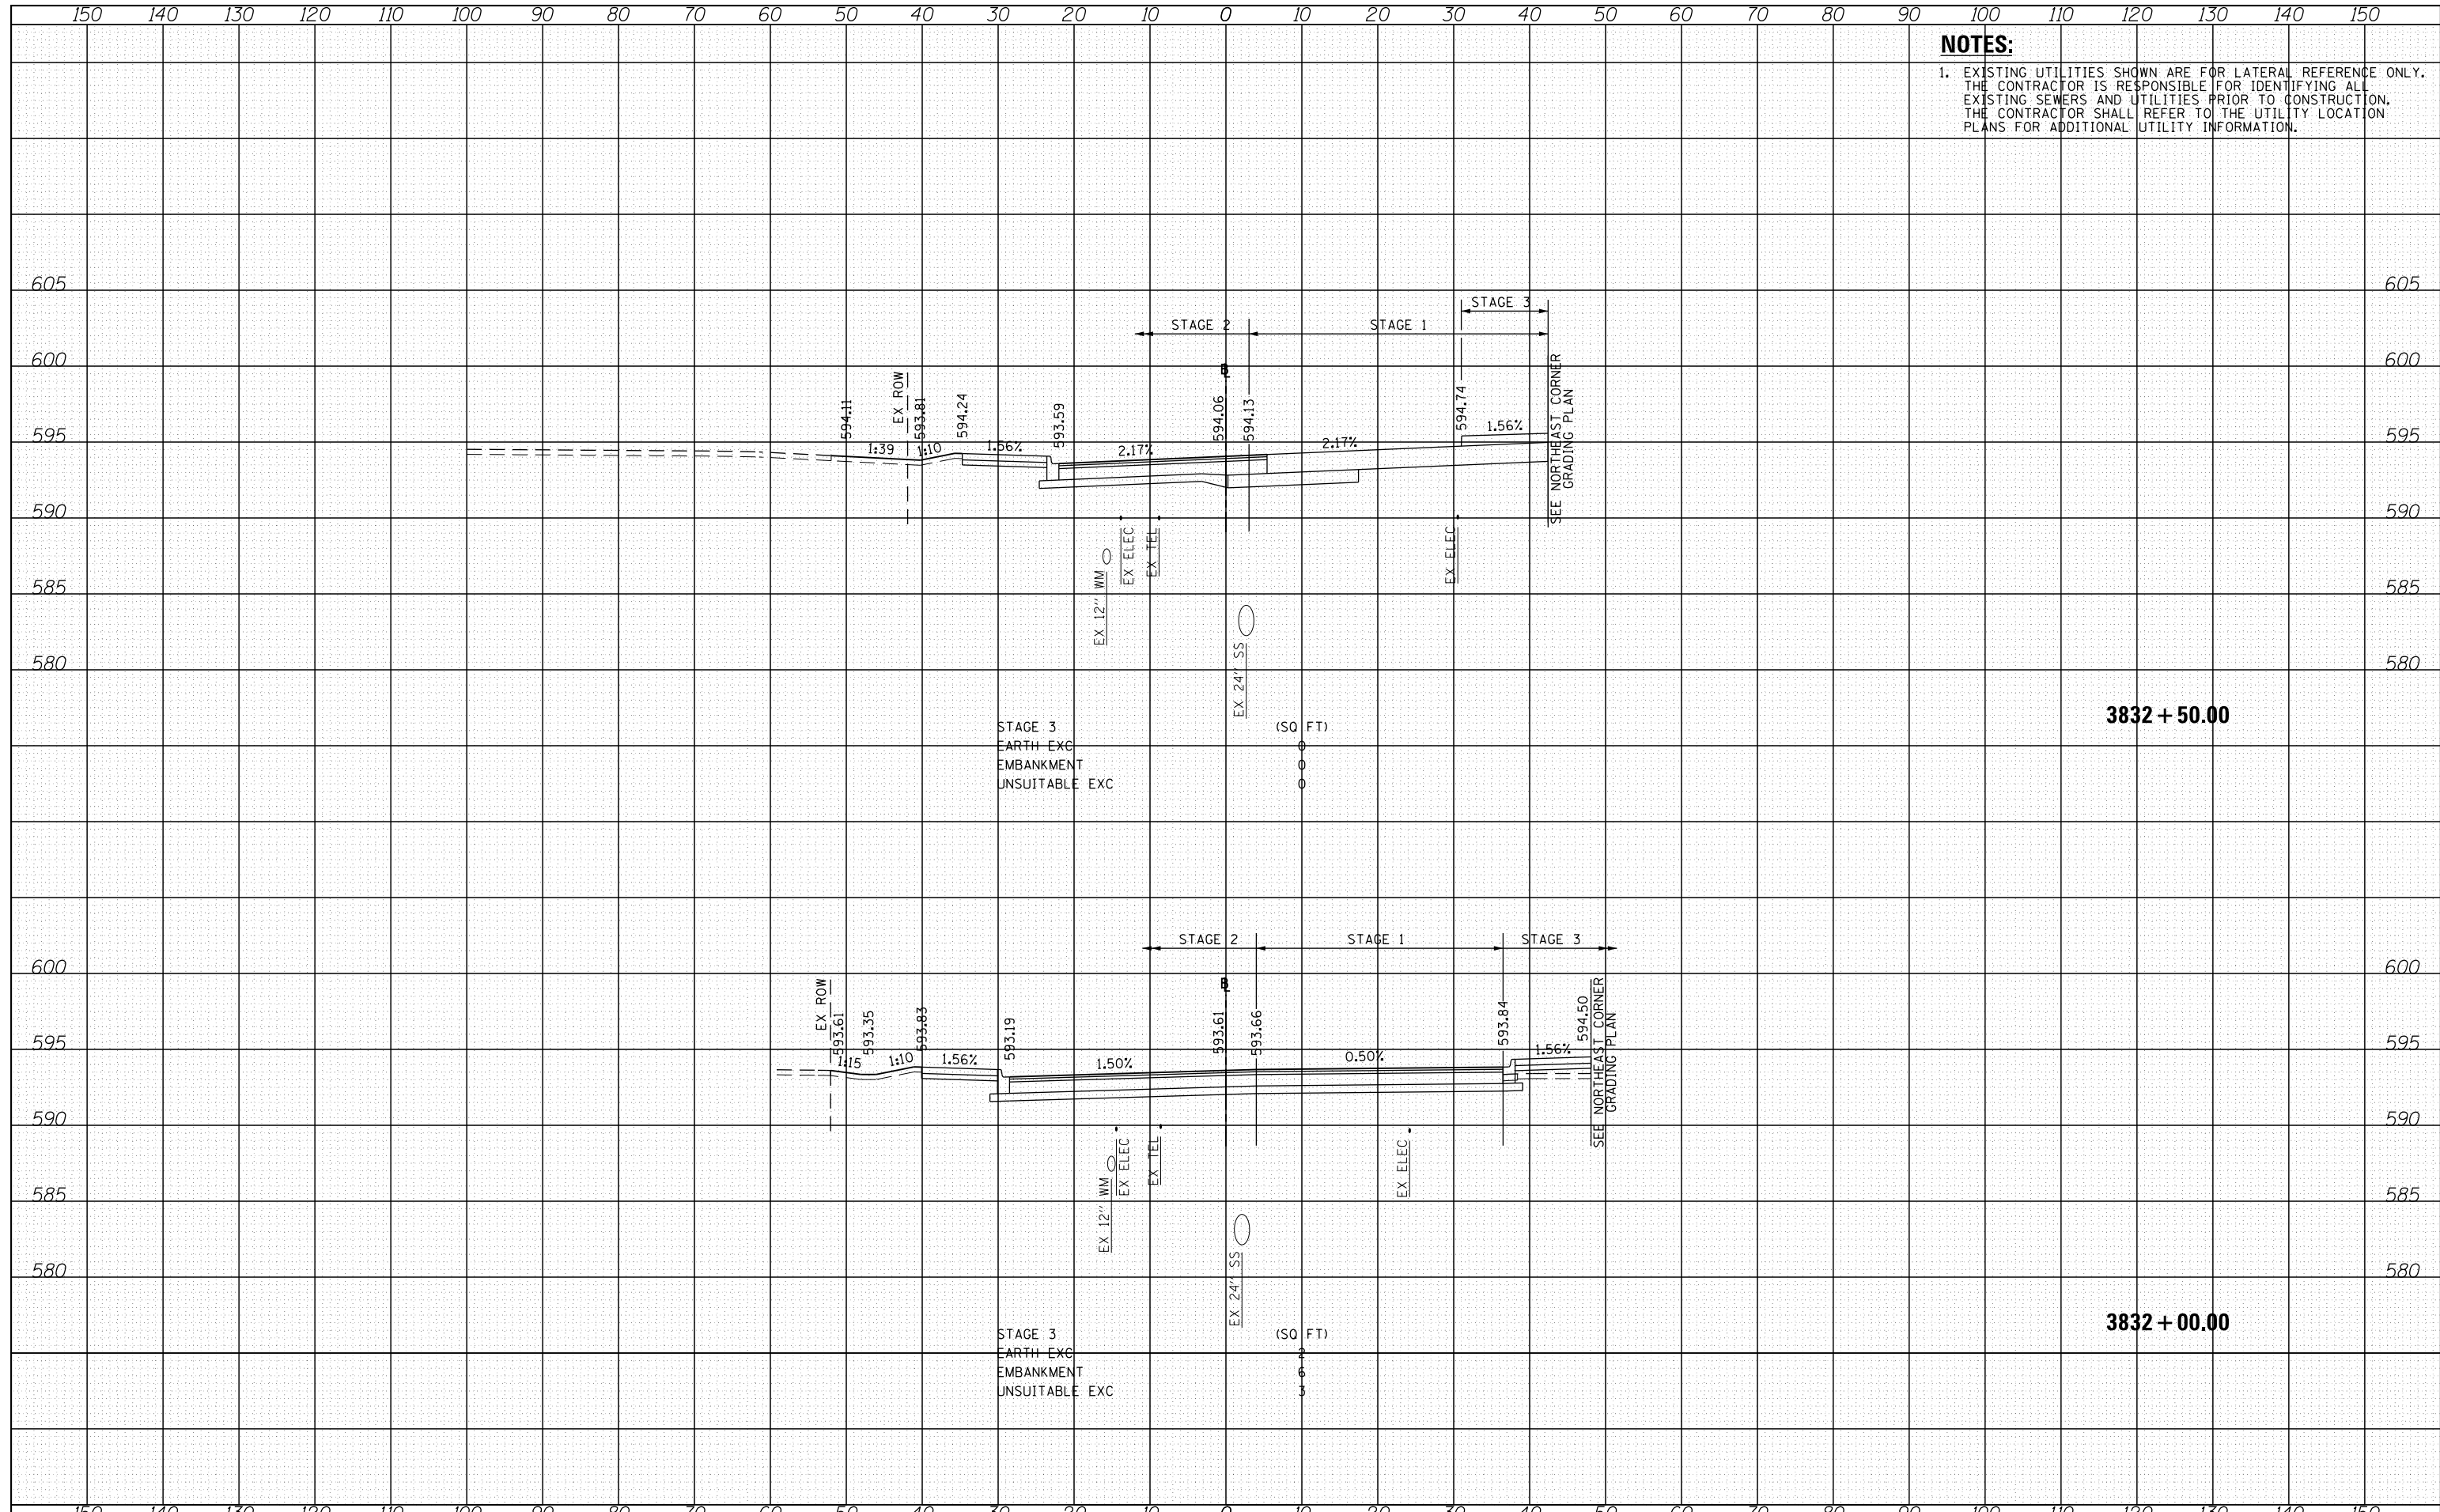 150 140 130 120 110 100 90 80 70 60 50 40 30 20 10 0 10 20 30 40 50 60 70 80 90 100 110 120 130 140 150
NOTES:
1. EXISTING UTILITIES SHOWN ARE FOR LATERAL REFERENCE ONLY.
THE CONTRACTOR IS RESPONSIBLE FOR IDENTIFYING ALL
EXISTING SEWERS AND UTILITIES PRIOR TO CONSTRUCTION.
THE CONTRACTOR SHALL REFER TO THE UTILITY LOCATION
PLANS FOR ADDITIONAL UTILITY INFORMATION.
605 605
STAGE 3
STAGE 2 STAGE 1
600 600
EX ROW
594.11
593.81
594.24
593.59
594.06
594.13
594.74
SEE NORTHEAST CORNER
GRADING PLAN
595 595
1:39 1:10 1.56% 2.17% 2.17% 1.56%
590 590
EX 12'' WM
EX ELEC
EX TEL
EX ELEC
585 585
EX 24'' SS
580 580
3832+50.00
STAGE 3 (SQ FT)
EARTH EXC 0
EMBANKMENT 0
UNSUITABLE EXC 0
STAGE 2 STAGE 1 STAGE 3
600 600
EX ROW
593.61
593.35
593.83
593.19
593.61
593.66
593.84
594.50
SEE NORTHEAST CORNER
GRADING PLAN
595 595
1:15 1:10 1.56% 1.50% 0.50% 1.56%
590 590
EX 12'' WM
EX ELEC
EX TEL
EX ELEC
585 585
EX 24'' SS
580 580
3832+00.00
STAGE 3 (SQ FT)
EARTH EXC 2
EMBANKMENT 6
UNSUITABLE EXC 3
150 140 130 120 110 100 90 80 70 60 50 40 30 20 10 0 10 20 30 40 50 60 70 80 90 100 110 120 130 140 150